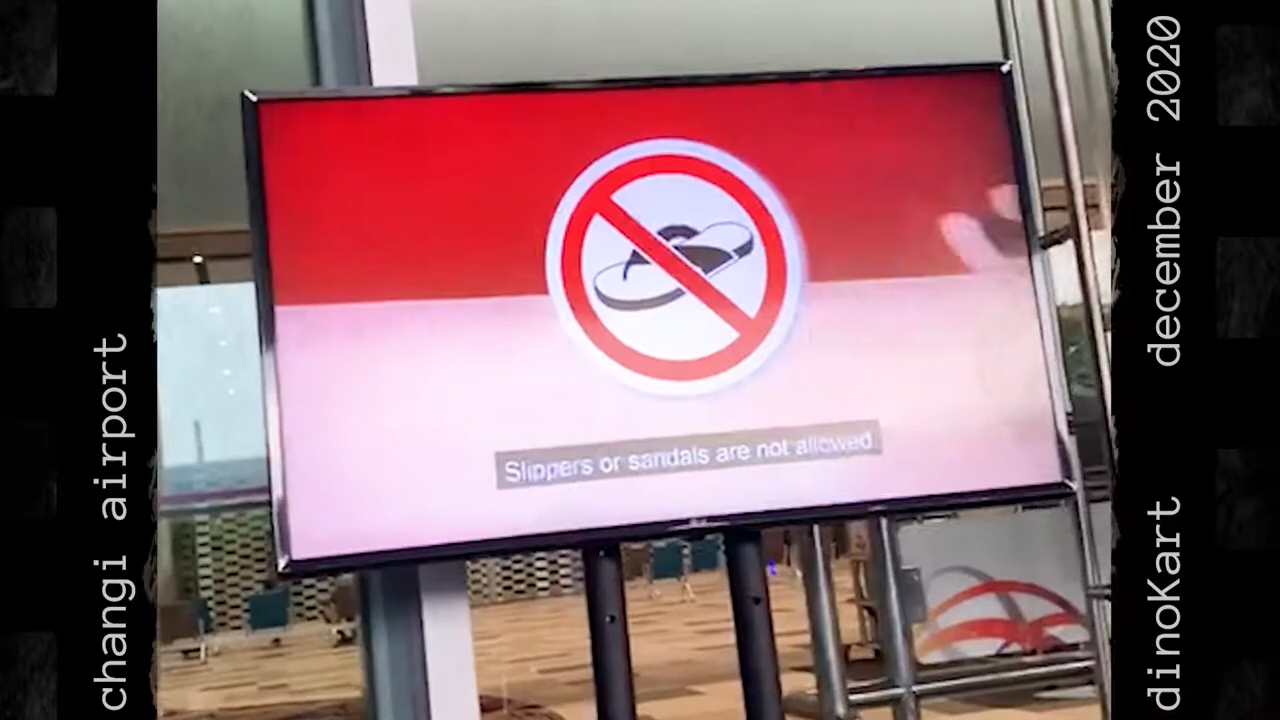 changi airport
Slippers or sandals are not allowed.
december 2020
dinoKart